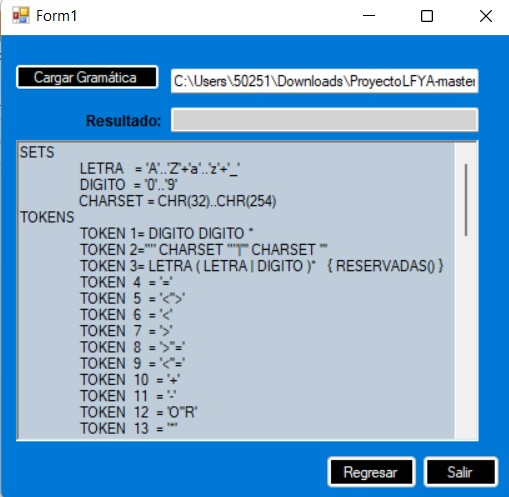 Form1
Cargar Gramática
C:\Users\50251\Downloads\ProyectoLFYA-master
Resultado:
SETS
LETRA = 'A'..'Z'+'a'..'z'+'_'
DIGITO = '0'..'9'
CHARSET = CHR(32)..CHR(254)
TOKENS
TOKEN 1= DIGITO DIGITO *
TOKEN 2='"' CHARSET '"'|''' CHARSET '''
TOKEN 3= LETRA ( LETRA | DIGITO )* { RESERVADAS() }
TOKEN 4 = '='
TOKEN 5 = '<''>'
TOKEN 6 = '<'
TOKEN 7 = '>'
TOKEN 8 = '>''='
TOKEN 9 = '<''='
TOKEN 10 = '+'
TOKEN 11 = '-'
TOKEN 12 = 'O''R'
TOKEN 13 = '*'
Regresar
Salir